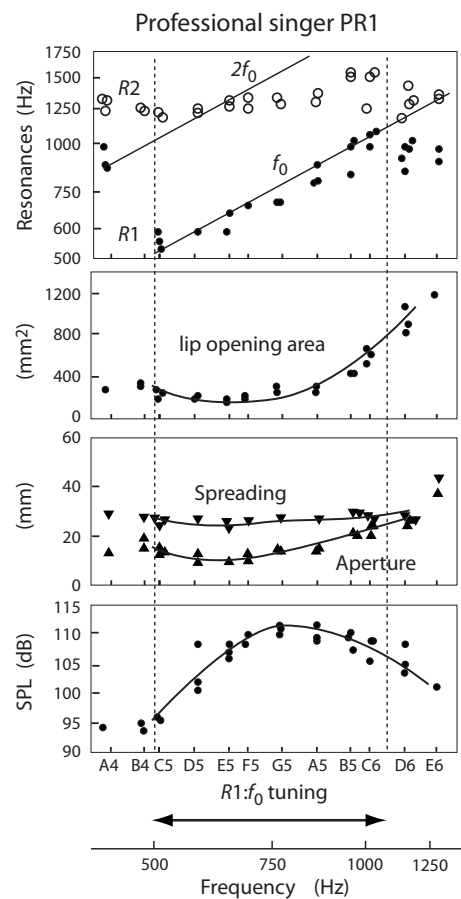 Professional singer PR1
Resonances (Hz)
1750
1500
1250
1000
750
600
500
R2
2f₀
f₀
R1
(mm²)
1200
800
400
0
lip opening area
(mm)
60
40
20
0
Spreading
Aperture
SPL (dB)
115
110
105
100
95
90
A4 B4 C5 D5 E5 F5 G5 A5 B5 C6 D6 E6
R1:f₀ tuning
500 750 1000 1250
Frequency (Hz)